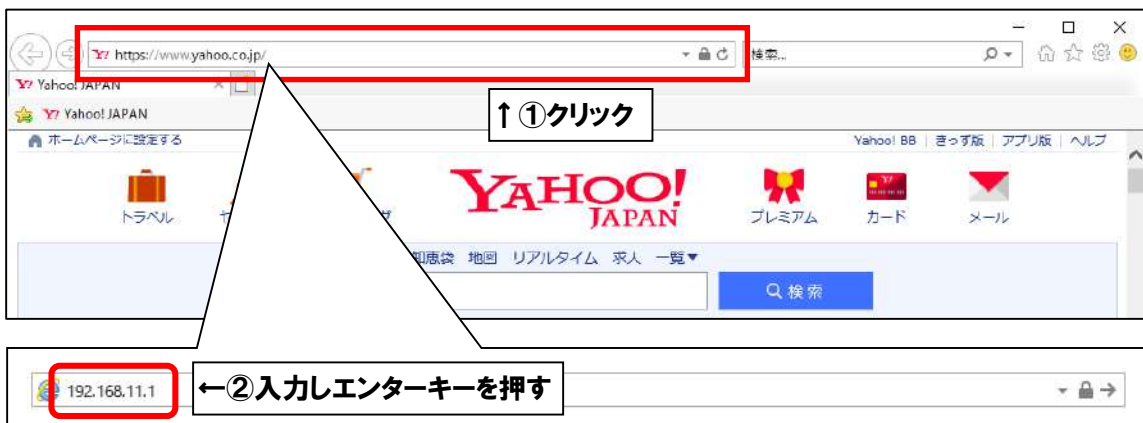 https://www.yahoo.co.jp/
検索...
Yahoo! JAPAN
Yahoo! JAPAN
↑①クリック
ホームページに設定する
Yahoo! BB | きっず版 | アプリ版 | ヘルプ
YAHOO!
JAPAN
トラベル
プレミアム
カード
メール
知恵袋 地図 リアルタイム 求人 一覧▼
検索
192.168.11.1
←②入力しエンターキーを押す